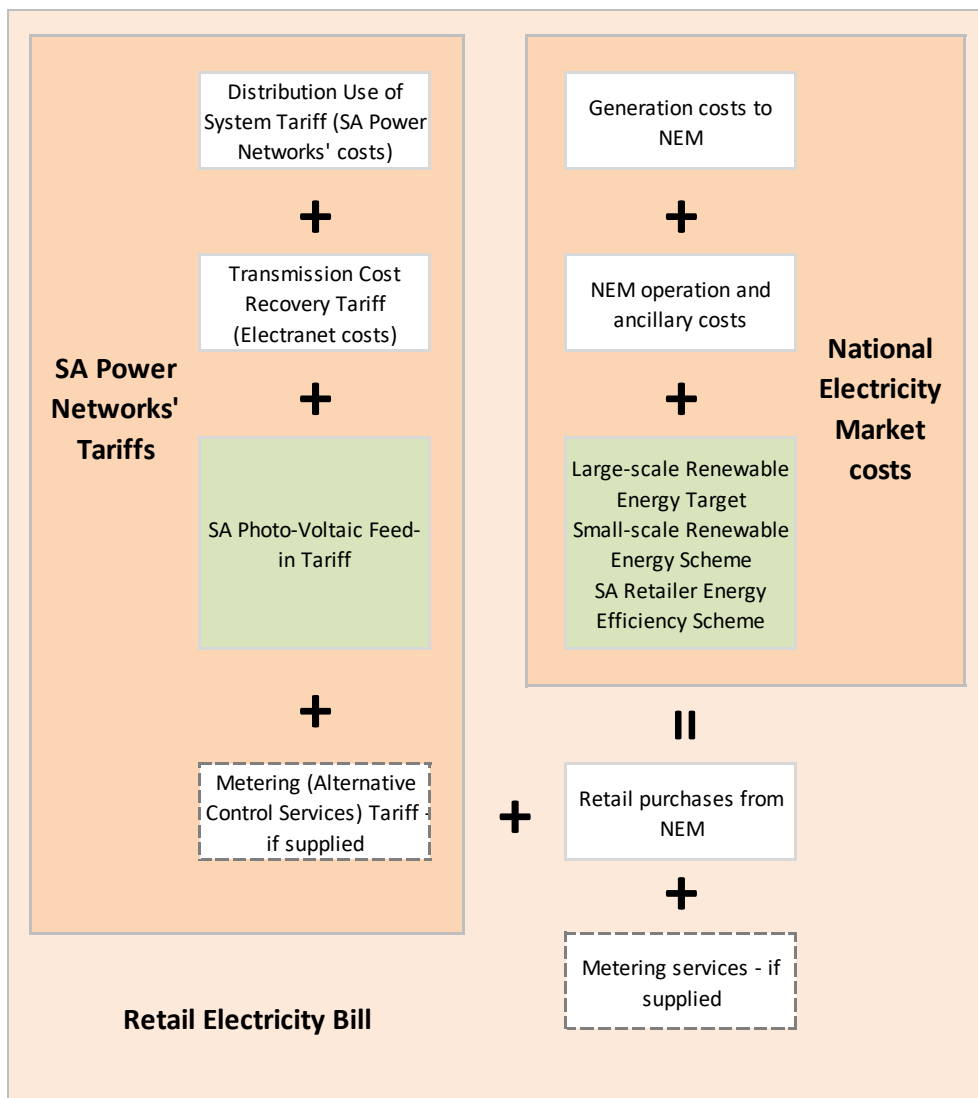 Distribution Use of
System Tariff (SA Power
Networks' costs)
+
Transmission Cost
Recovery Tariff
(Electranet costs)
+
SA Power
Networks'
Tariffs
SA Photo-Voltaic Feed-
in Tariff
+
Metering (Alternative
Control Services) Tariff -
if supplied
+
Generation costs to
NEM
+
NEM operation and
ancillary costs
+
National
Electricity
Market
costs
Large-scale Renewable
Energy Target
Small-scale Renewable
Energy Scheme
SA Retailer Energy
Efficiency Scheme
=
Retail purchases from
NEM
+
Metering services - if
supplied
Retail Electricity Bill